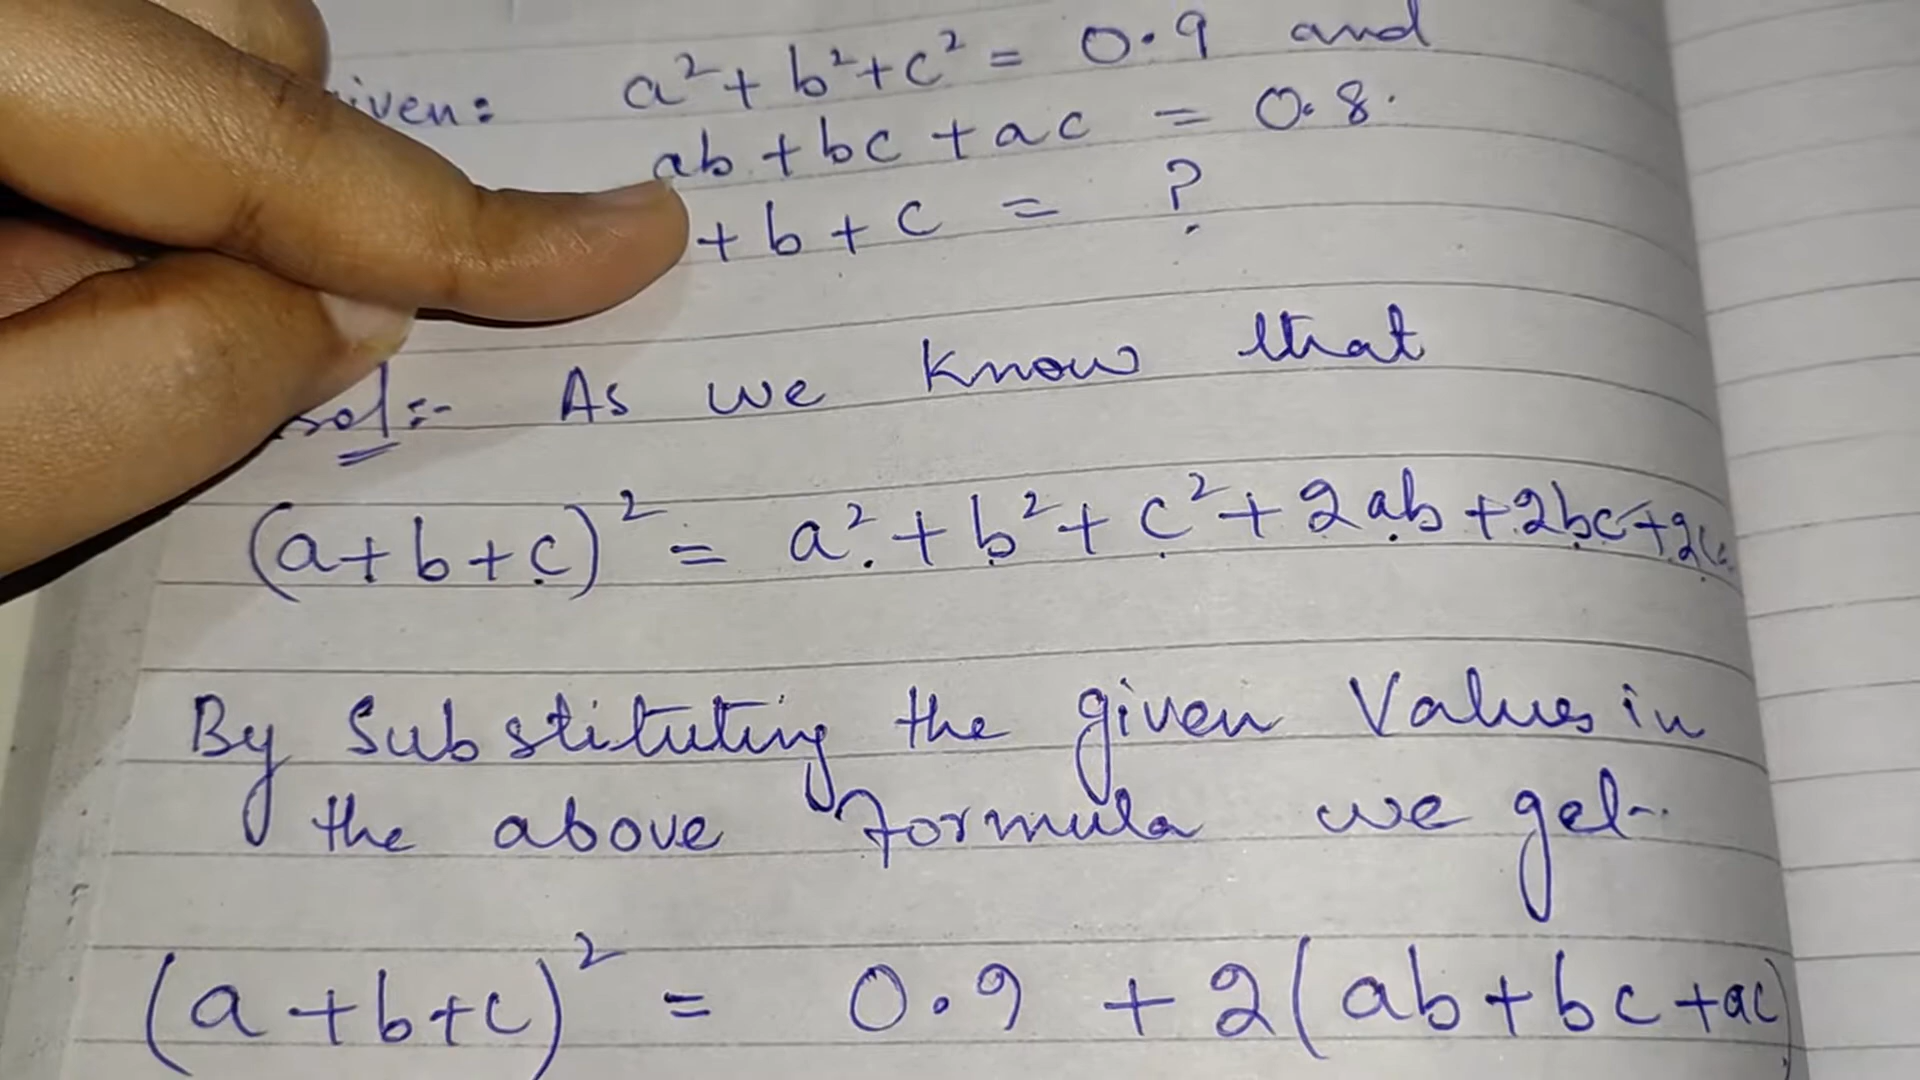 iven: a² + b² + c² = 0.9 and
ab + bc + ac = 0.8.
+ b + c = ?
sol:- As we know that
(a+b+c)² = a² + b² + c² + 2ab + 2bc + 2c
By Substituting the given Values in
the above formula we get
(a+b+c)² = 0.9 + 2(ab+bc+ac)